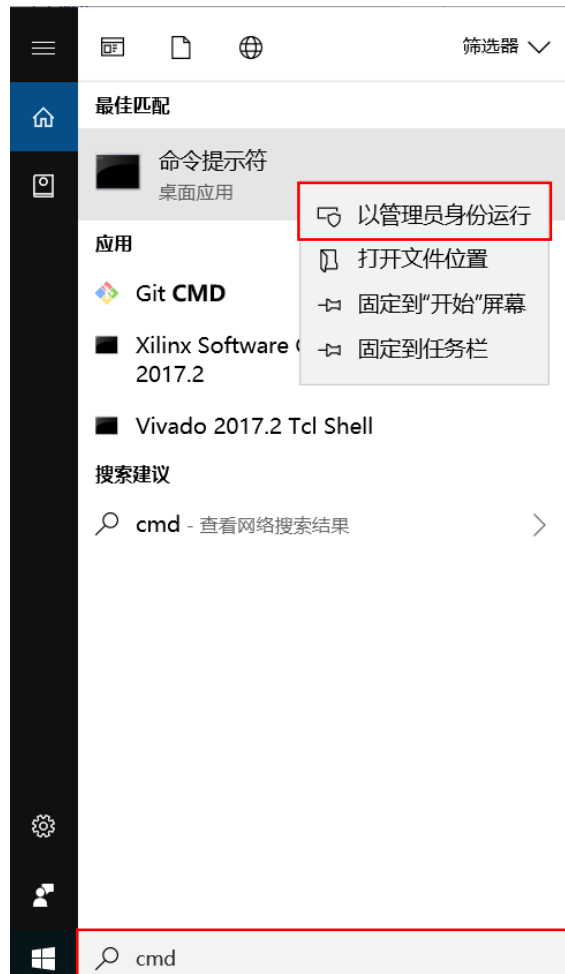 筛选器
最佳匹配
命令提示符
桌面应用
以管理员身份运行
应用
打开文件位置
Git CMD
固定到“开始”屏幕
Xilinx Software
2017.2
固定到任务栏
Vivado 2017.2 Tcl Shell
搜索建议
cmd - 查看网络搜索结果
cmd